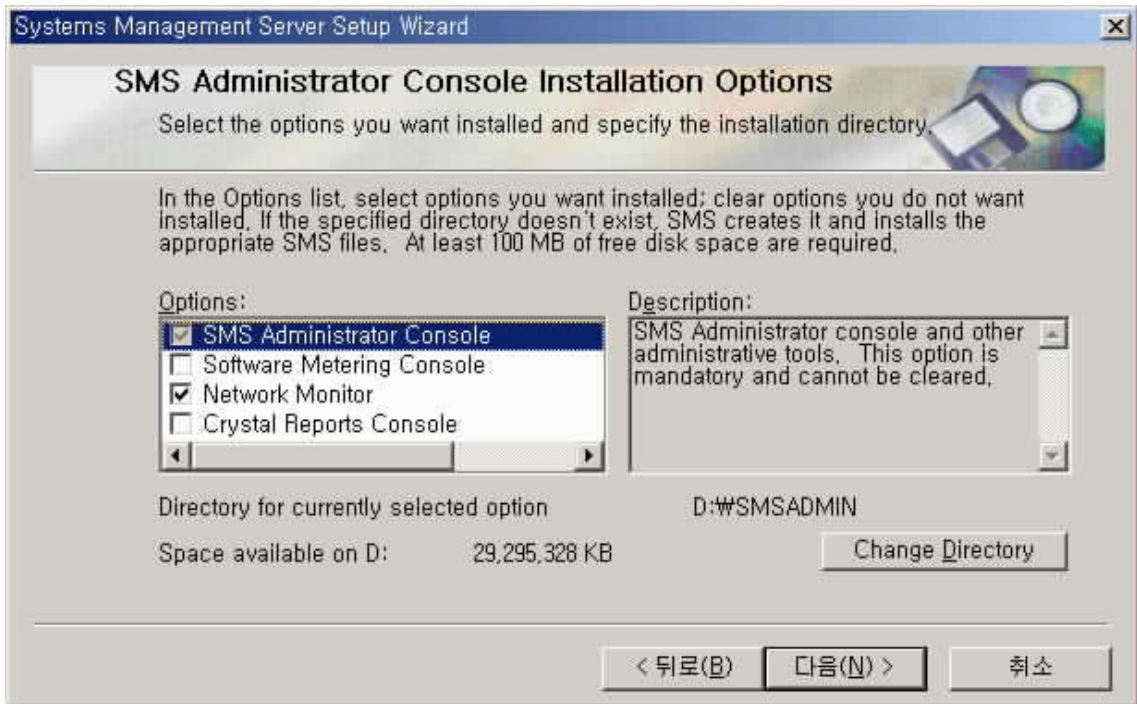 Systems Management Server Setup Wizard
SMS Administrator Console Installation Options
Select the options you want installed and specify the installation directory.
In the Options list, select options you want installed; clear options you do not want
installed. If the specified directory doesn't exist, SMS creates it and installs the
appropriate SMS files. At least 100 MB of free disk space are required.
Options:
SMS Administrator Console
Software Metering Console
Network Monitor
Crystal Reports Console
Description:
SMS Administrator console and other
administrative tools. This option is
mandatory and cannot be cleared.
Directory for currently selected option D:₩SMSADMIN
Space available on D: 29,295,328 KB
Change Directory
< 뒤로(B) 다음(N) > 취소